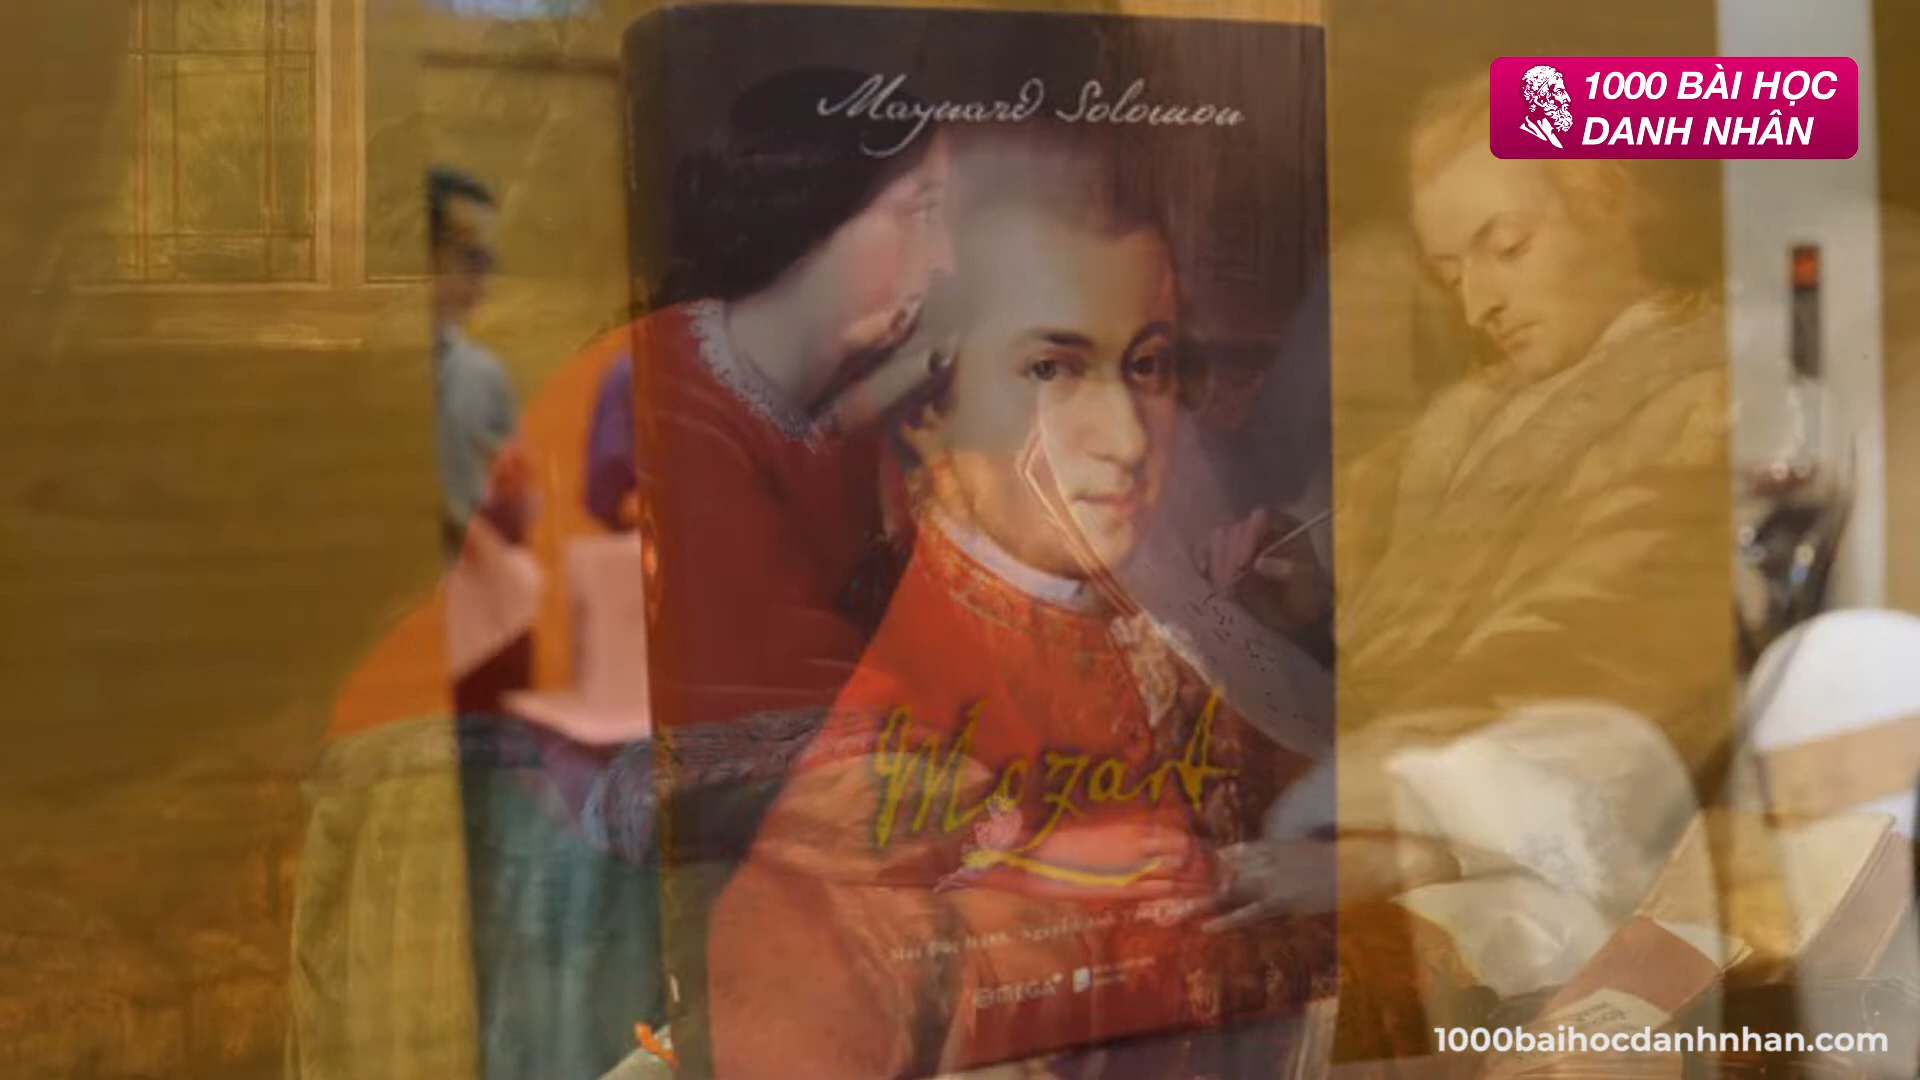 Maynard Solomon
1000 BÀI HỌC
DANH NHÂN
Mozart
OMEGA+
1000baihocdanhnhan.com